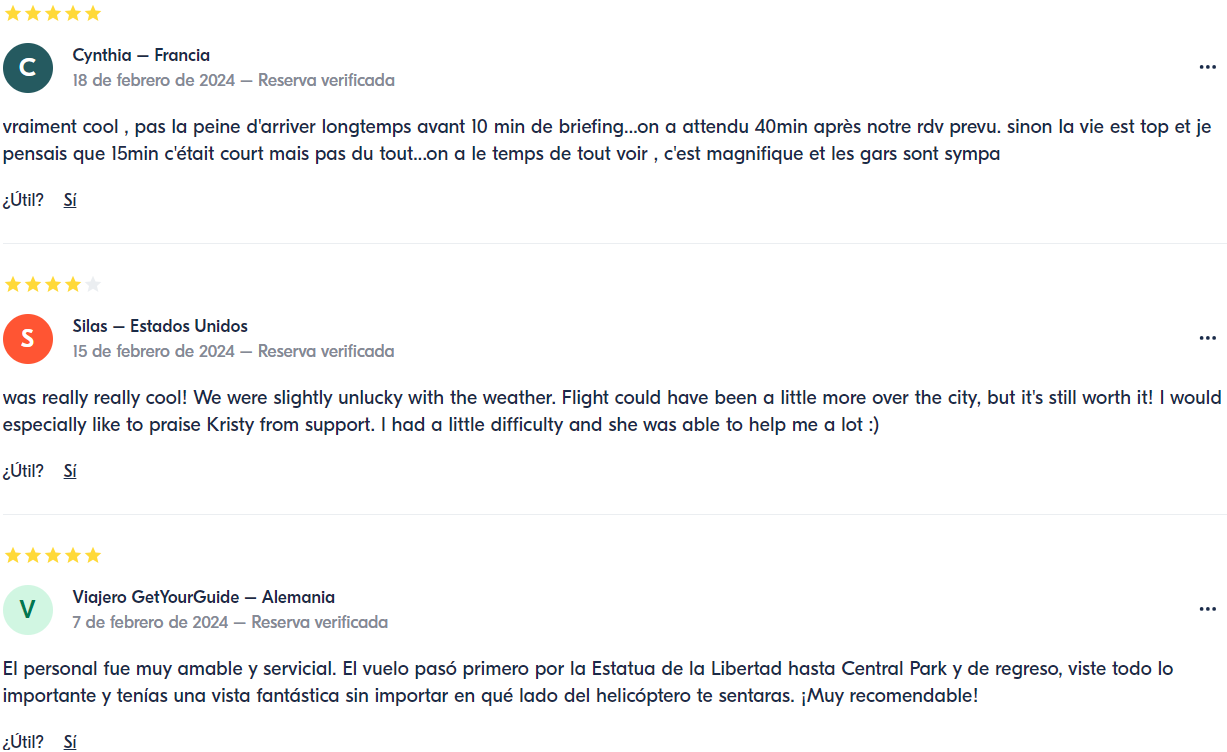 C
Cynthia – Francia
18 de febrero de 2024 – Reserva verificada
vraiment cool , pas la peine d'arriver longtemps avant 10 min de briefing...on a attendu 40min après notre rdv prevu. sinon la vie est top et je
pensais que 15min c'était court mais pas du tout...on a le temps de tout voir , c'est magnifique et les gars sont sympa
¿Útil? Sí
S
Silas – Estados Unidos
15 de febrero de 2024 – Reserva verificada
was really really cool! We were slightly unlucky with the weather. Flight could have been a little more over the city, but it's still worth it! I would
especially like to praise Kristy from support. I had a little difficulty and she was able to help me a lot :)
¿Útil? Sí
V
Viajero GetYourGuide – Alemania
7 de febrero de 2024 – Reserva verificada
El personal fue muy amable y servicial. El vuelo pasó primero por la Estatua de la Libertad hasta Central Park y de regreso, viste todo lo
importante y tenías una vista fantástica sin importar en qué lado del helicóptero te sentaras. ¡Muy recomendable!
¿Útil? Sí